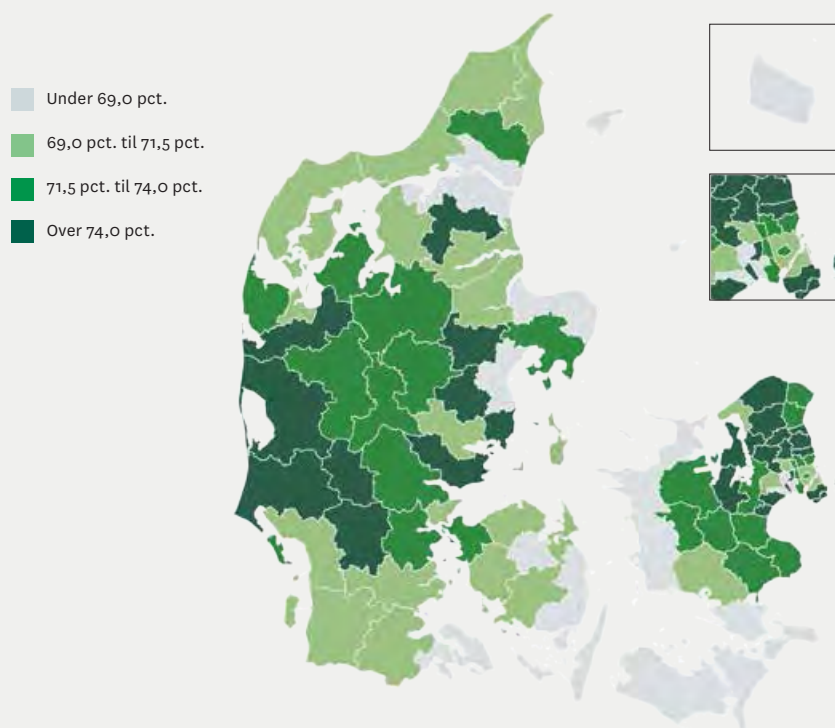 Under 69,0 pct.
69,0 pct. til 71,5 pct.
71,5 pct. til 74,0 pct.
Over 74,0 pct.